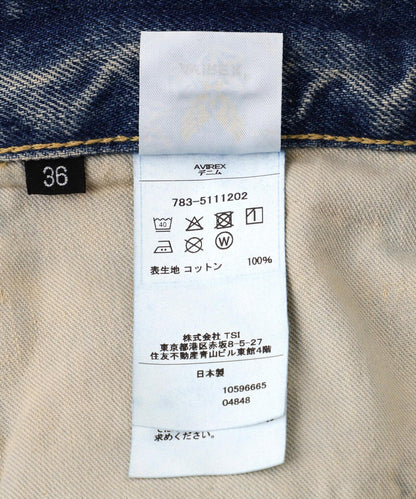 AVIREX
36
AVIREX
デニム
783-5111202
40
W
表生地 コットン 100%
株式会社 TSI
東京都港区赤坂8-5-27
住友不動産青山ビル東館4階
日本製
10596665
04848
求めください。